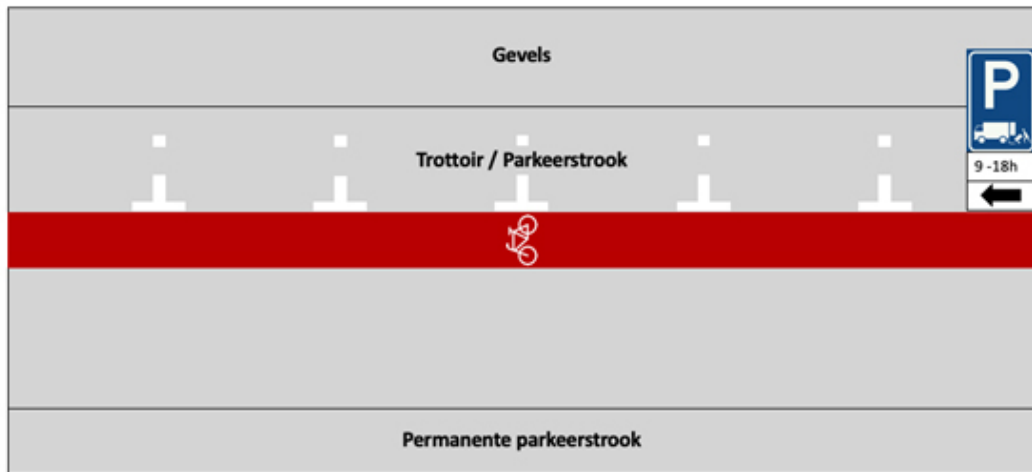 Gevels
P
Trottoir / Parkeerstrook
9 -18h
Permanente parkeerstrook